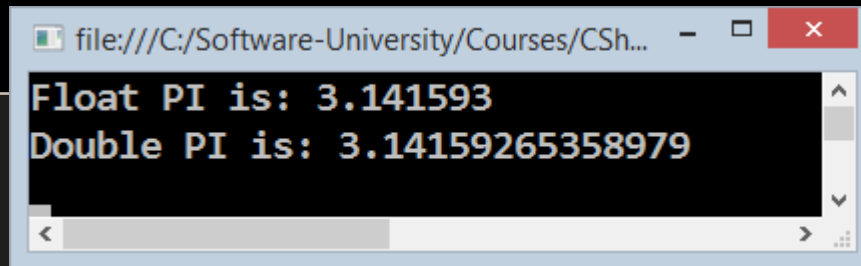 file:///C:/Software-University/Courses/CSh...
Float PI is: 3.141593
Double PI is: 3.14159265358979